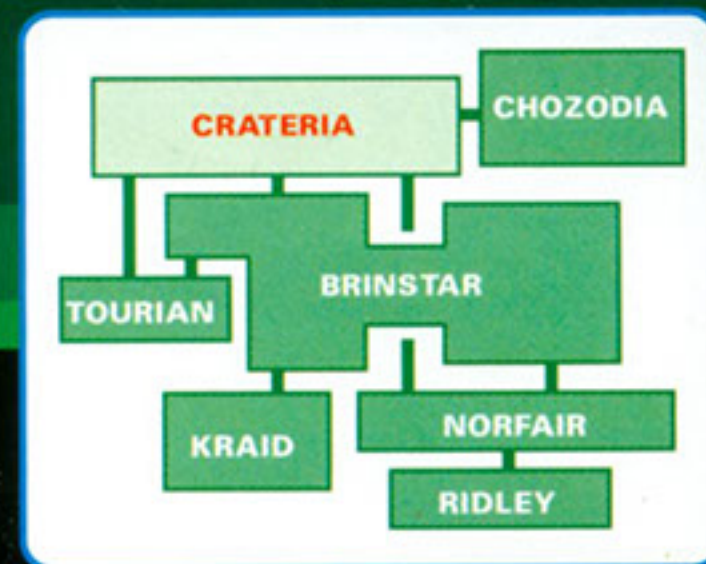 CRATERIA
CHOZODIA
BRINSTAR
TOURIAN
KRAID
NORFAIR
RIDLEY